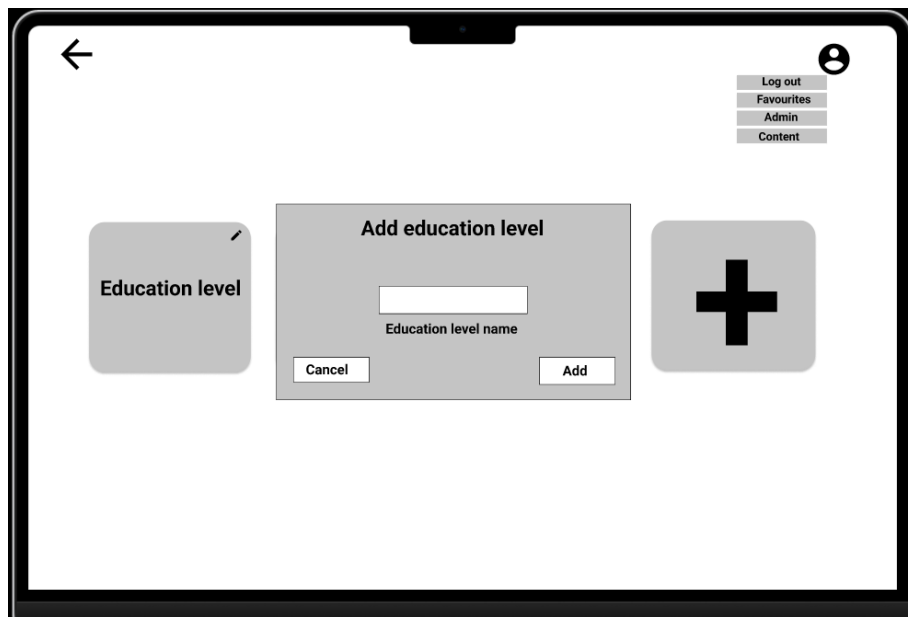 Log out
Favourites
Admin
Content
Add education level
Education level
Education level name
Cancel
Add